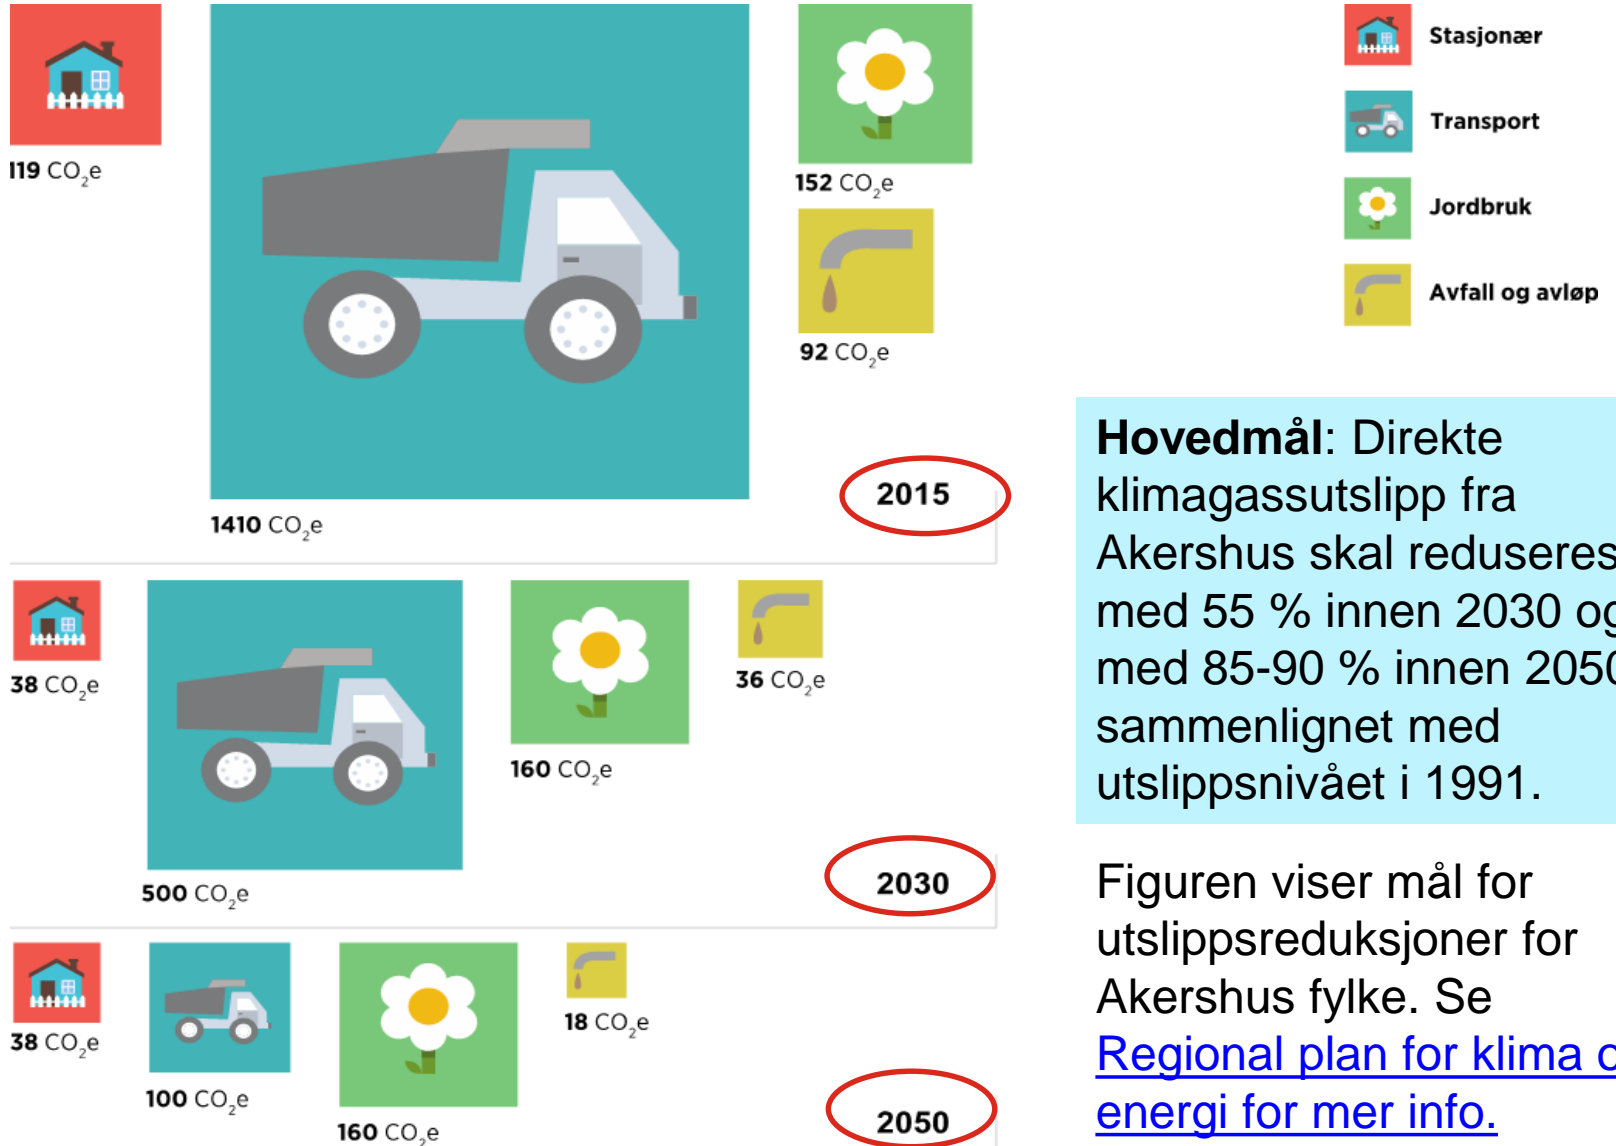 119 CO₂e
1410 CO₂e
152 CO₂e
92 CO₂e
2015
38 CO₂e
500 CO₂e
160 CO₂e
36 CO₂e
2030
38 CO₂e
100 CO₂e
160 CO₂e
18 CO₂e
2050
Stasjonær
Transport
Jordbruk
Avfall og avløp
Hovedmål: Direkte
klimagassutslipp fra
Akershus skal reduseres
med 55 % innen 2030 og
med 85-90 % innen 2050
sammenlignet med
utslippsnivået i 1991.
Figuren viser mål for
utslippsreduksjoner for
Akershus fylke. Se
Regional plan for klima o
energi for mer info.